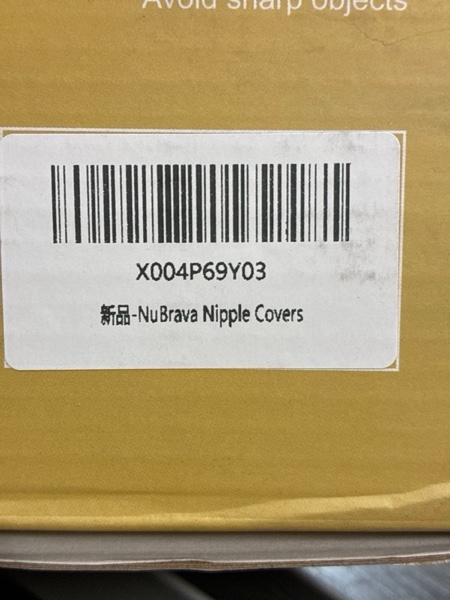 Avoid sharp objects
X004P69Y03
新品-NuBrava Nipple Covers